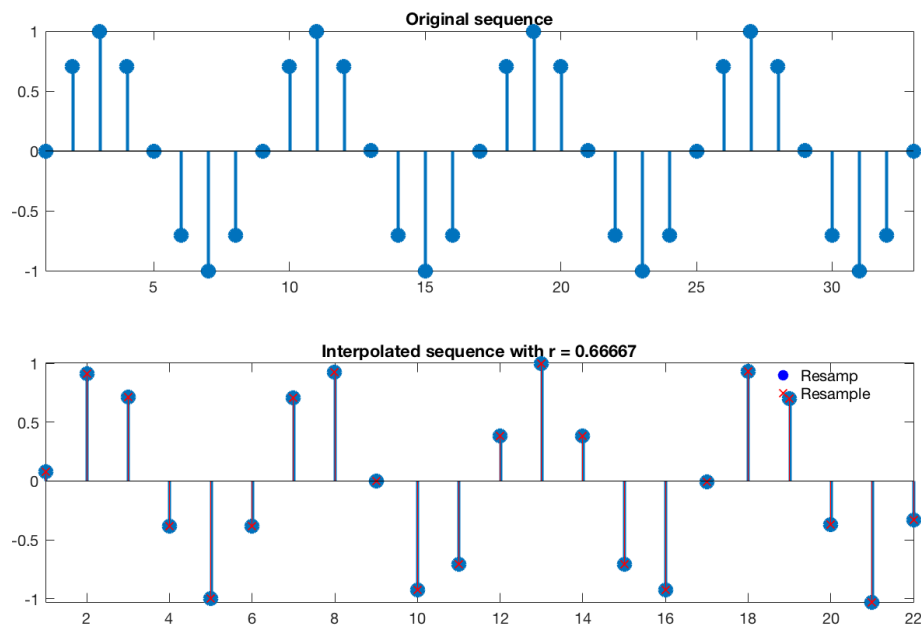 Original sequence
1
0.5
0
-0.5
-1
5 10 15 20 25 30
Interpolated sequence with r = 0.66667
1
0.5
0
-0.5
-1
Resamp
Resample
2 4 6 8 10 12 14 16 18 20 22